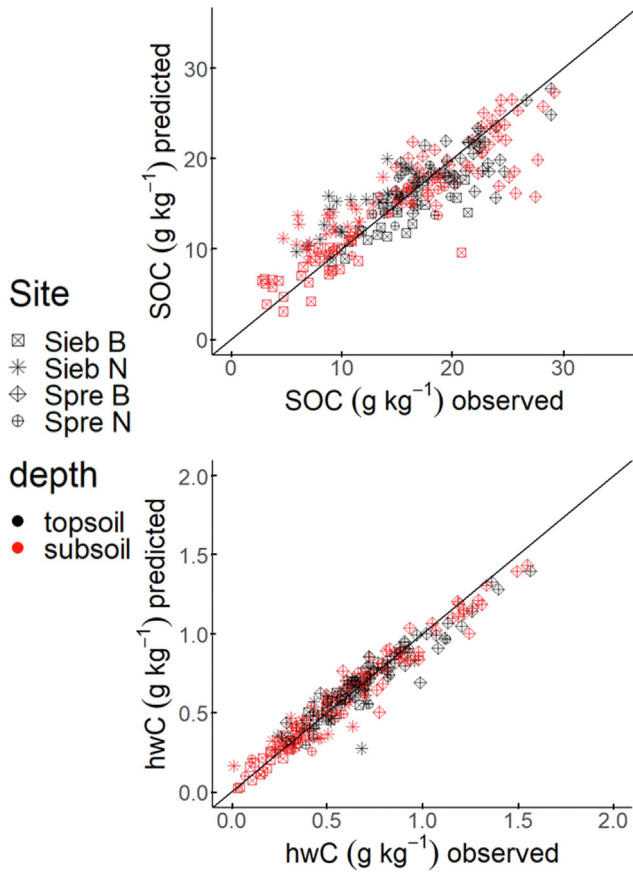 SOC (g kg⁻¹) predicted
30
20
10
0
0 10 20 30
SOC (g kg⁻¹) observed
Site
Sieb B
Sieb N
Spre B
Spre N
depth
topsoil
subsoil
hwC (g kg⁻¹) predicted
2.0
1.5
1.0
0.5
0.0
0.0 0.5 1.0 1.5 2.0
hwC (g kg⁻¹) observed